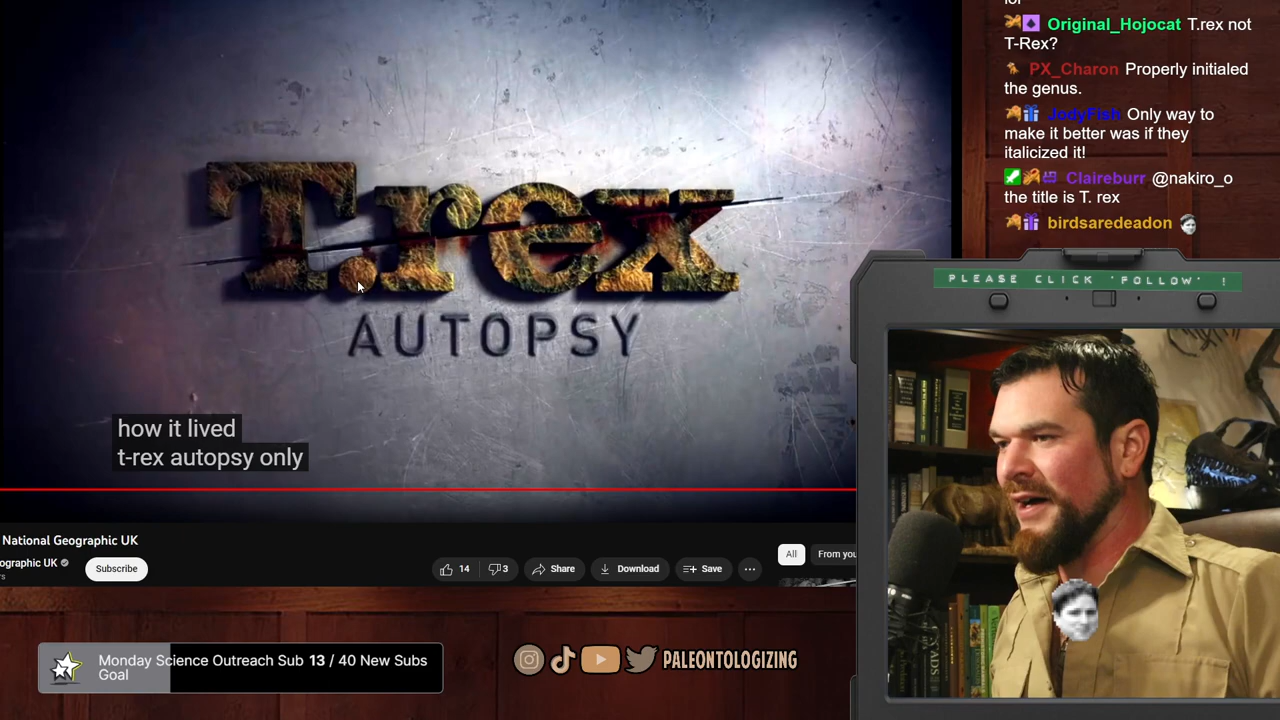 T.rex
AUTOPSY
how it lived
t-rex autopsy only
National Geographic UK
ographic UK
Subscribe
14
3
Share
Download
Save
All
From you
Original_Hojocat T.rex not
T-Rex?
PX_Charon Properly initialed
the genus.
JodyFish Only way to
make it better was if they
italicized it!
Claireburr @nakiro_o
the title is T. rex
birdsaredeadon
PLEASE CLICK "FOLLOW" !
Monday Science Outreach Sub 13 / 40 New Subs
Goal
PALEONTOLOGIZING